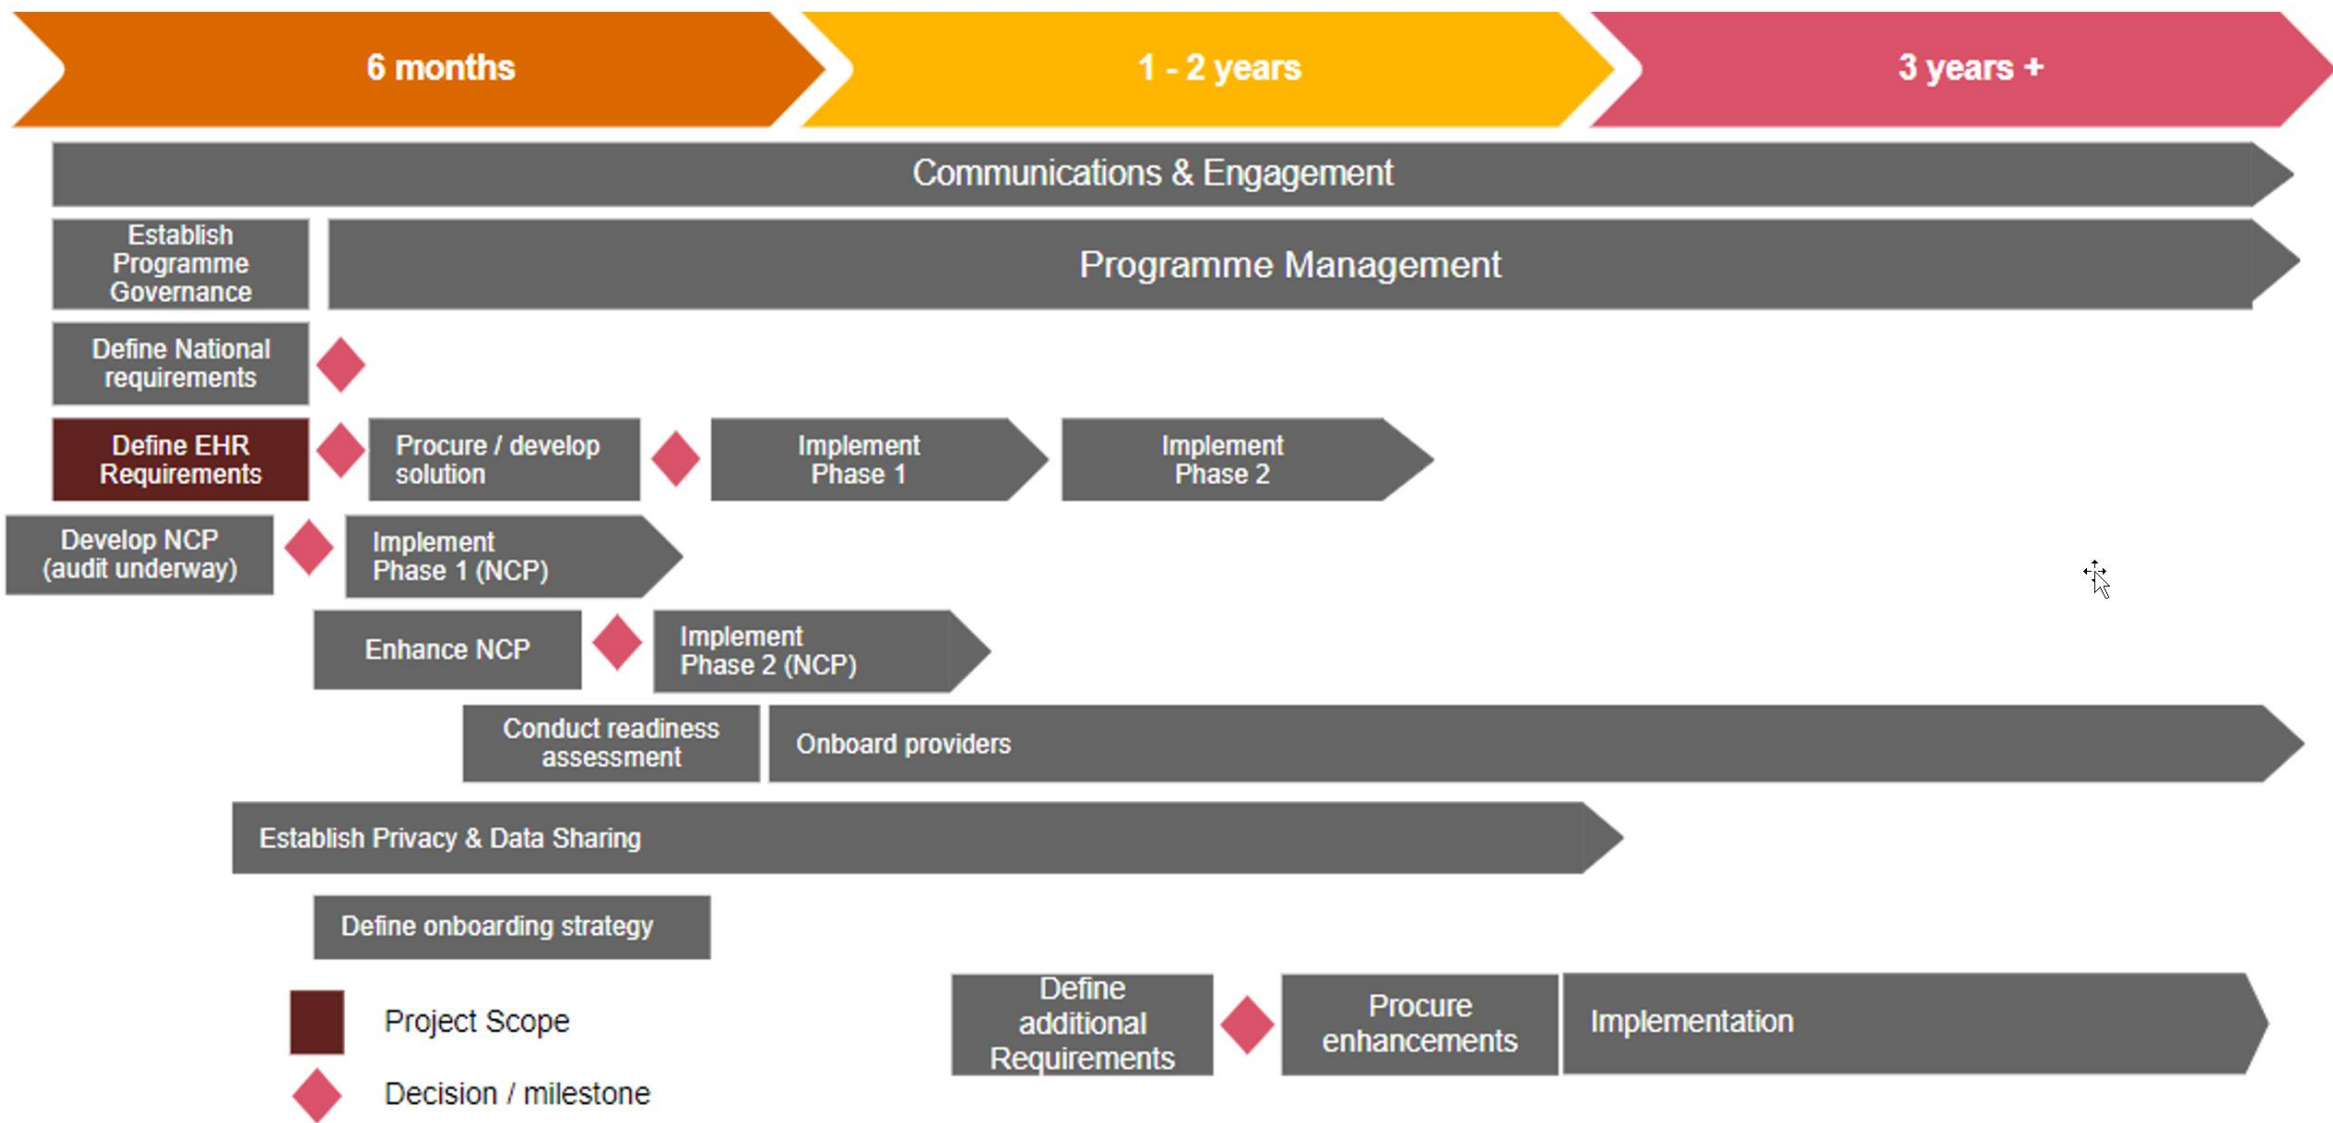 6 months
1 - 2 years
3 years +
Communications & Engagement
Establish
Programme
Governance
Programme Management
Define National
requirements
Define EHR
Requirements
Procure / develop
solution
Implement
Phase 1
Implement
Phase 2
Develop NCP
(audit underway)
Implement
Phase 1 (NCP)
Enhance NCP
Implement
Phase 2 (NCP)
Conduct readiness
assessment
Onboard providers
Establish Privacy & Data Sharing
Define onboarding strategy
Define
additional
Requirements
Procure
enhancements
Implementation
Project Scope
Decision / milestone